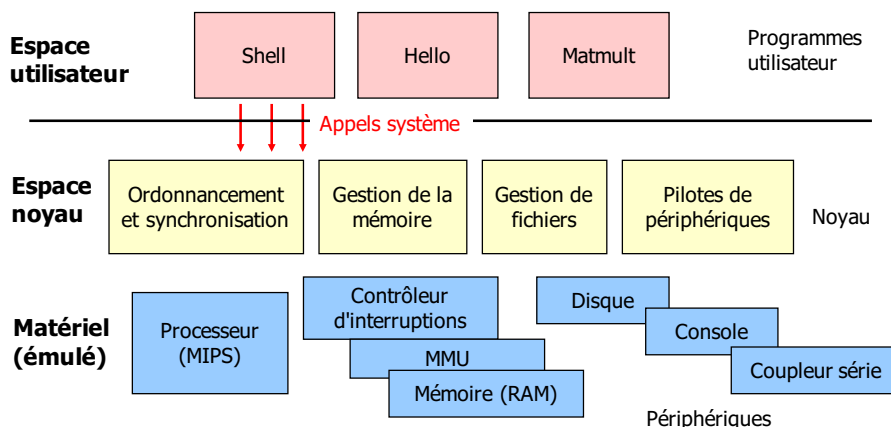 Espace
utilisateur
Shell
Hello
Matmult
Programmes
utilisateur
Appels système
Espace
noyau
Ordonnancement
et synchronisation
Gestion de la
mémoire
Gestion de
fichiers
Pilotes de
périphériques
Noyau
Matériel
(émulé)
Processeur
(MIPS)
Contrôleur
d'interruptions
MMU
Mémoire (RAM)
Disque
Console
Coupleur série
Périphériques